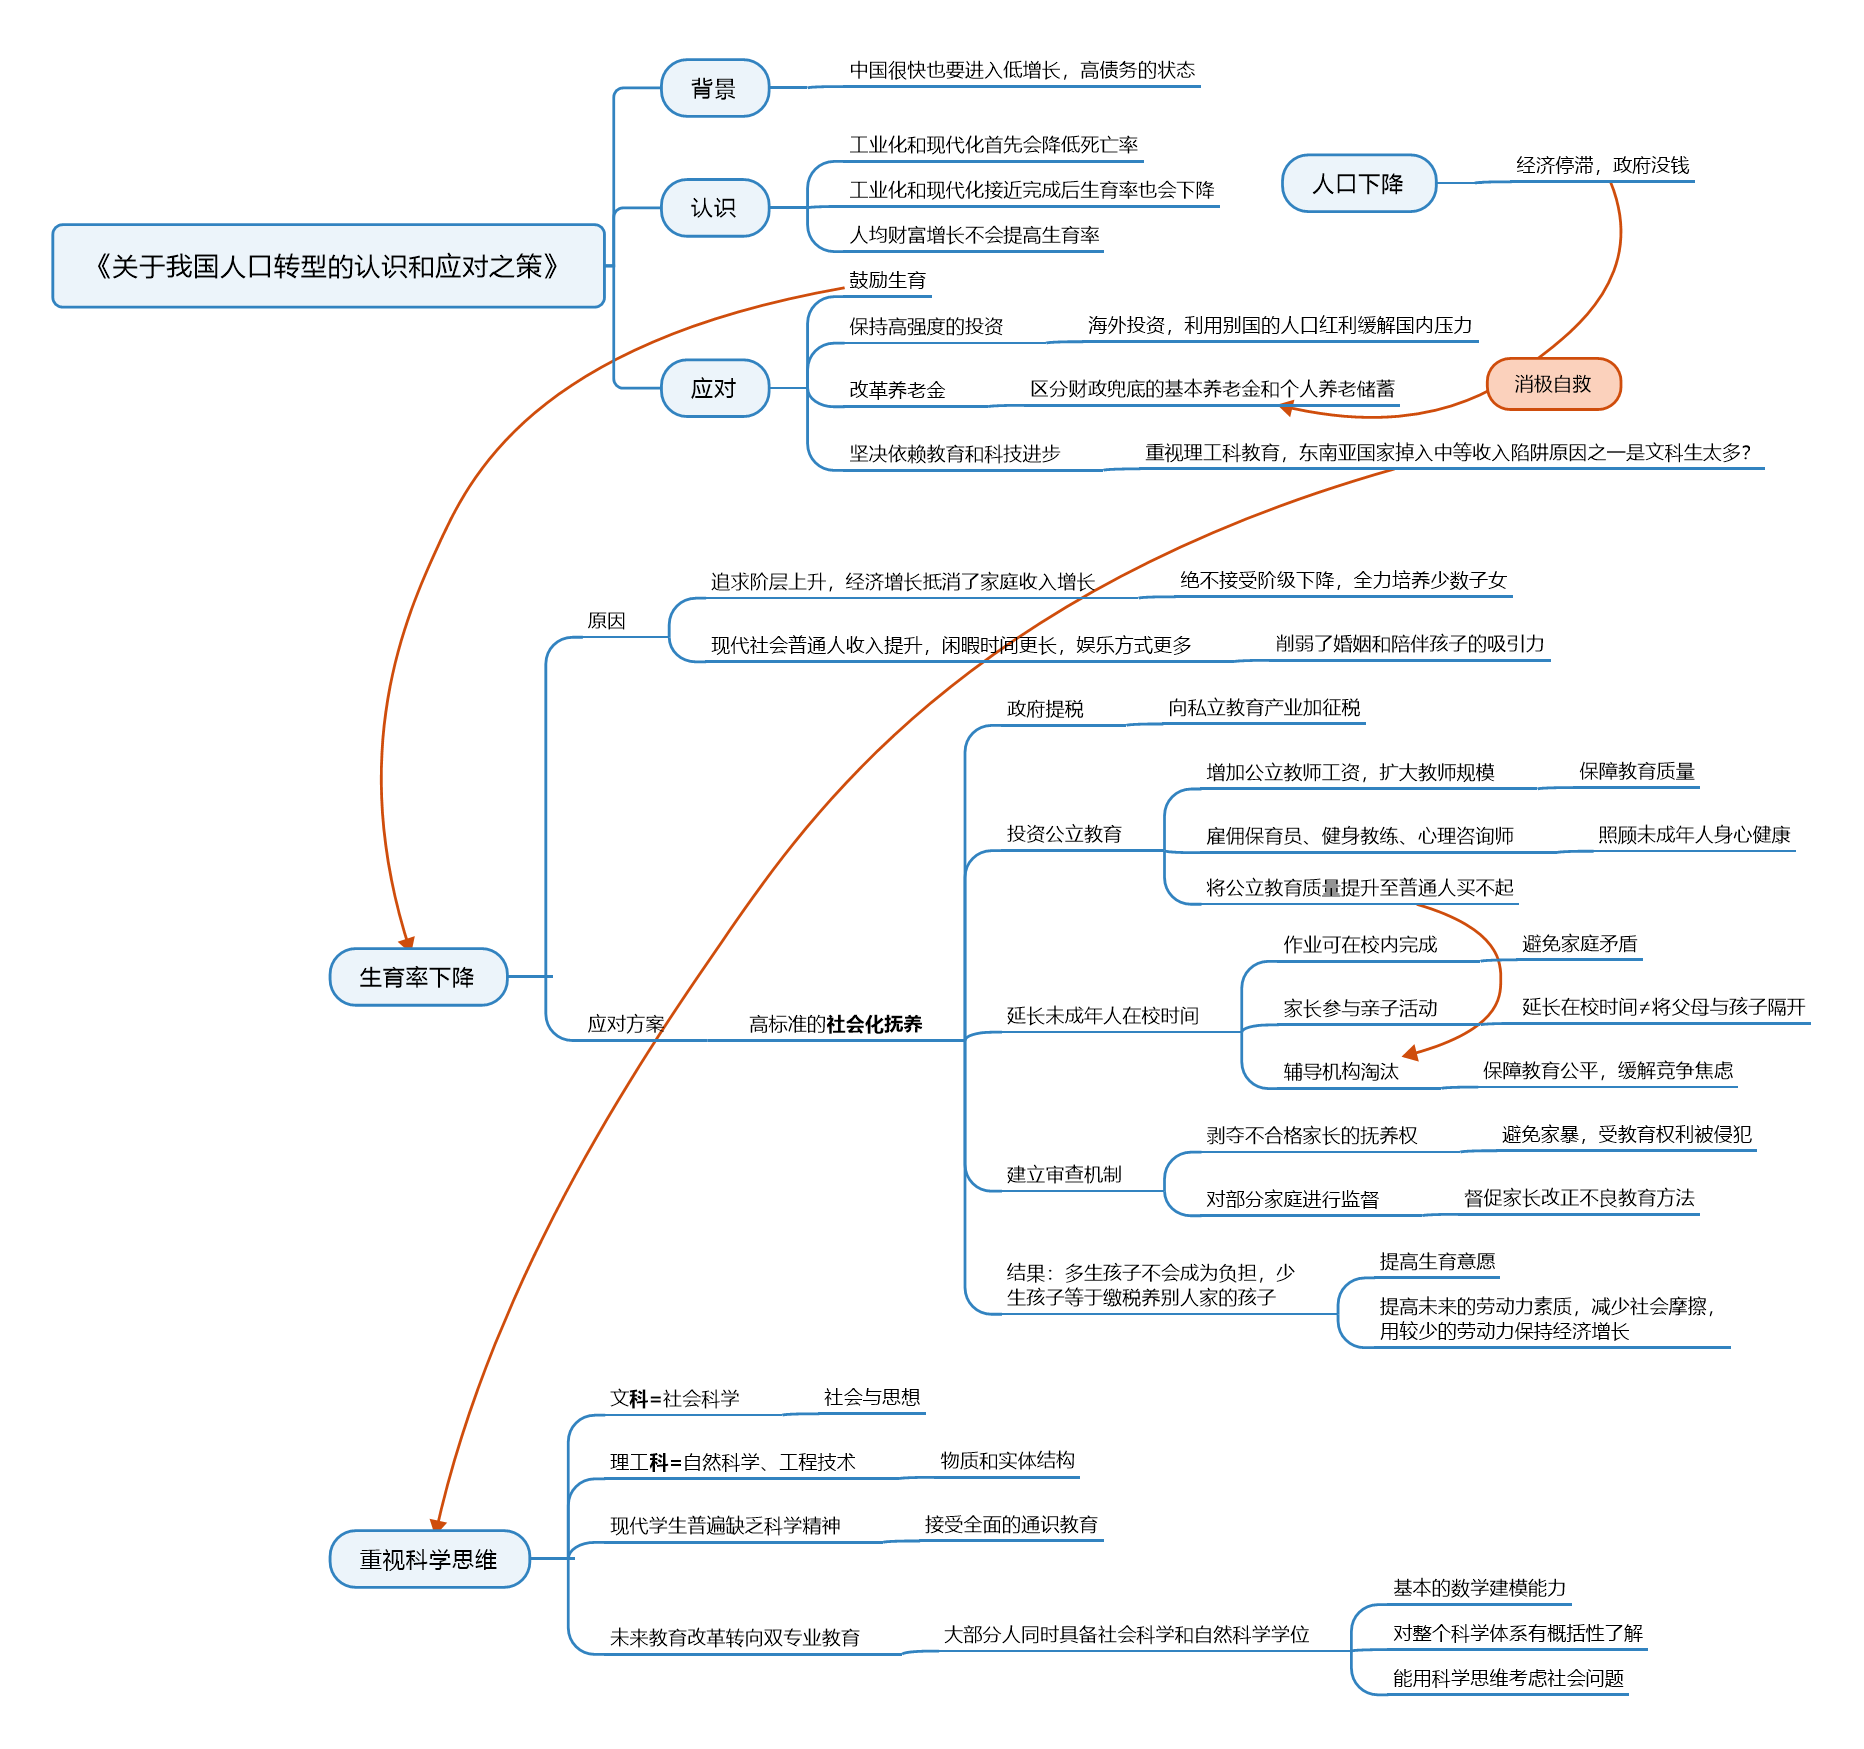 《关于我国人口转型的认识和应对之策》
背景
中国很快也要进入低增长，高债务的状态
认识
工业化和现代化首先会降低死亡率
工业化和现代化接近完成后生育率也会下降
人均财富增长不会提高生育率
人口下降
经济停滞，政府没钱
消极自救
应对
鼓励生育
保持高强度的投资
海外投资，利用别国的人口红利缓解国内压力
改革养老金
区分财政兜底的基本养老金和个人养老储蓄
坚决依赖教育和科技进步
重视理工科教育，东南亚国家掉入中等收入陷阱原因之一是文科生太多？
生育率下降
原因
追求阶层上升，经济增长抵消了家庭收入增长
绝不接受阶级下降，全力培养少数子女
现代社会普通人收入提升，闲暇时间更长，娱乐方式更多
削弱了婚姻和陪伴孩子的吸引力
应对方案
高标准的社会化抚养
政府提税
向私立教育产业加征税
投资公立教育
增加公立教师工资，扩大教师规模
保障教育质量
雇佣保育员、健身教练、心理咨询师
照顾未成年人身心健康
将公立教育质量提升至普通人买不起
延长未成年人在校时间
作业可在校内完成
避免家庭矛盾
家长参与亲子活动
延长在校时间≠将父母与孩子隔开
辅导机构淘汰
保障教育公平，缓解竞争焦虑
建立审查机制
剥夺不合格家长的抚养权
避免家暴，受教育权利被侵犯
对部分家庭进行监督
督促家长改正不良教育方法
结果：多生孩子不会成为负担，少
生孩子等于缴税养别人家的孩子
提高生育意愿
提高未来的劳动力素质，减少社会摩擦，
用较少的劳动力保持经济增长
重视科学思维
文科=社会科学
社会与思想
理工科=自然科学、工程技术
物质和实体结构
现代学生普遍缺乏科学精神
接受全面的通识教育
未来教育改革转向双专业教育
大部分人同时具备社会科学和自然科学学位
基本的数学建模能力
对整个科学体系有概括性了解
能用科学思维考虑社会问题